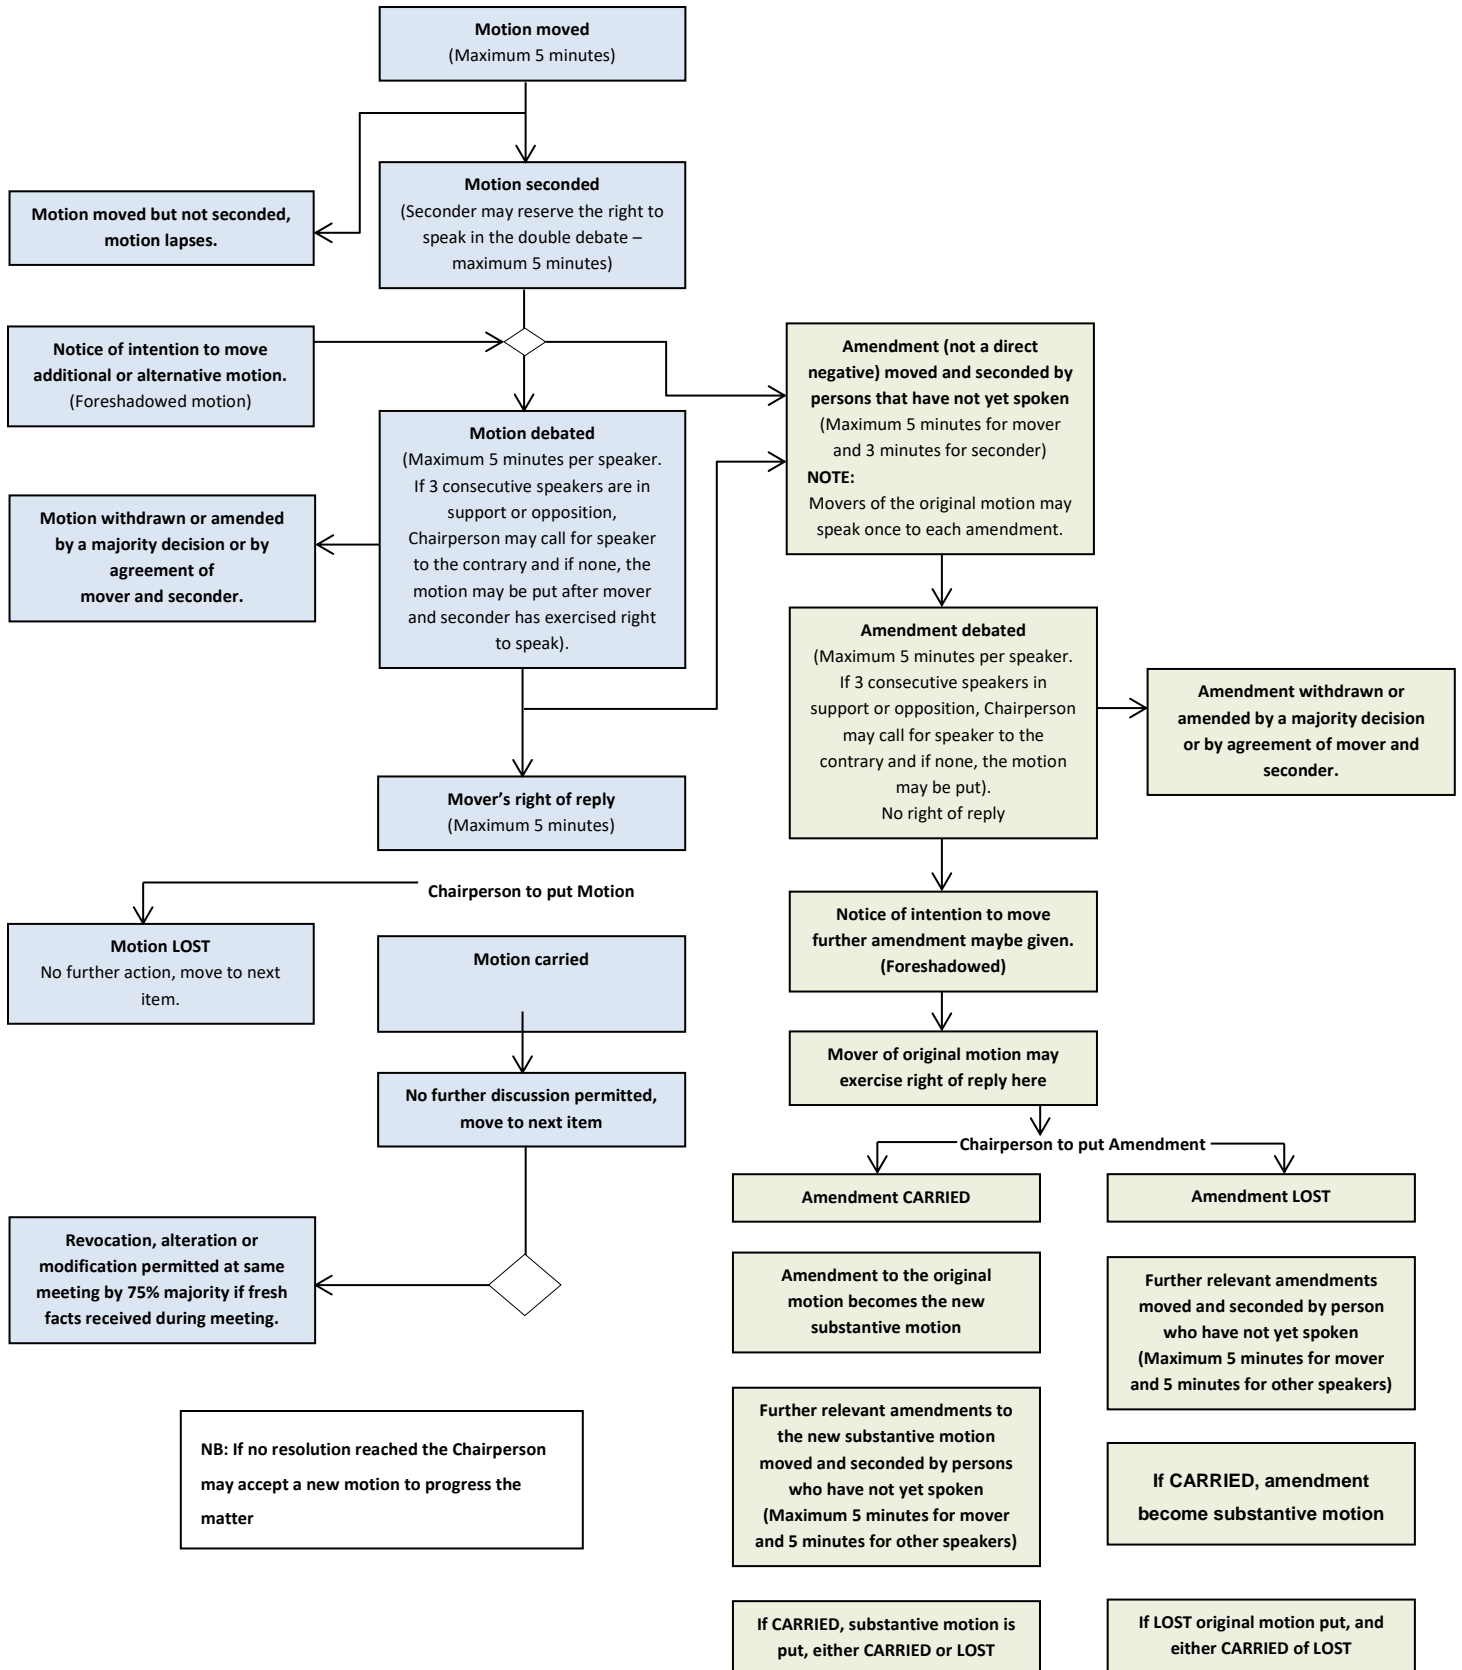 Motion moved
(Maximum 5 minutes)
Motion seconded
(Seconder may reserve the right to
speak in the double debate –
maximum 5 minutes)
Motion moved but not seconded,
motion lapses.
Notice of intention to move
additional or alternative motion.
(Foreshadowed motion)
Motion debated
(Maximum 5 minutes per speaker.
If 3 consecutive speakers are in
support or opposition,
Chairperson may call for speaker
to the contrary and if none, the
motion may be put after mover
and seconder has exercised right
to speak).
Motion withdrawn or amended
by a majority decision or by
agreement of
mover and seconder.
Mover’s right of reply
(Maximum 5 minutes)
Chairperson to put Motion
Motion LOST
No further action, move to next
item.
Motion carried
No further discussion permitted,
move to next item
Revocation, alteration or
modification permitted at same
meeting by 75% majority if fresh
facts received during meeting.
NB: If no resolution reached the Chairperson
may accept a new motion to progress the
matter
Amendment (not a direct
negative) moved and seconded by
persons that have not yet spoken
(Maximum 5 minutes for mover
and 3 minutes for seconder)
NOTE:
Movers of the original motion may
speak once to each amendment.
Amendment debated
(Maximum 5 minutes per speaker.
If 3 consecutive speakers in
support or opposition, Chairperson
may call for speaker to the
contrary and if none, the motion
may be put).
No right of reply
Amendment withdrawn or
amended by a majority decision
or by agreement of mover and
seconder.
Notice of intention to move
further amendment maybe given.
(Foreshadowed)
Mover of original motion may
exercise right of reply here
Chairperson to put Amendment
Amendment CARRIED
Amendment to the original
motion becomes the new
substantive motion
Further relevant amendments to
the new substantive motion
moved and seconded by persons
who have not yet spoken
(Maximum 5 minutes for mover
and 5 minutes for other speakers)
If CARRIED, substantive motion is
put, either CARRIED or LOST
Amendment LOST
Further relevant amendments
moved and seconded by person
who have not yet spoken
(Maximum 5 minutes for mover
and 5 minutes for other speakers)
If CARRIED, amendment
become substantive motion
If LOST original motion put, and
either CARRIED of LOST